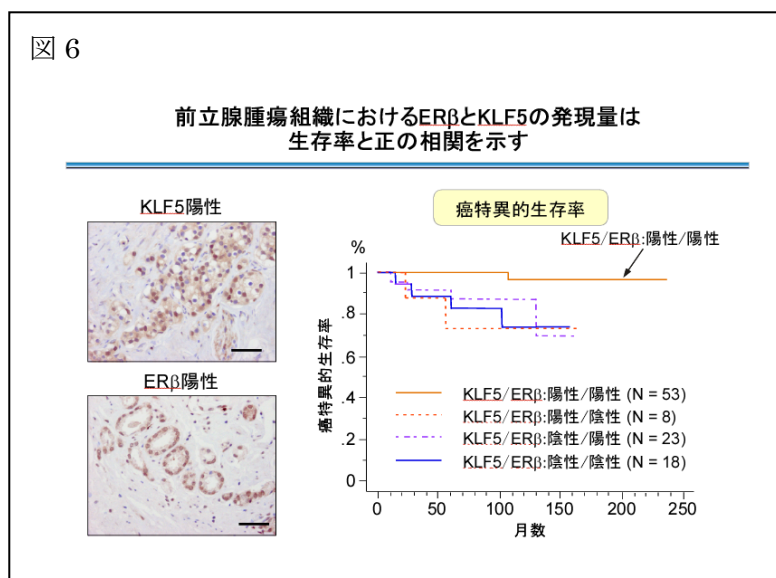 図 6
前立腺腫瘍組織におけるERβとKLF5の発現量は
生存率と正の相関を示す
KLF5陽性
ERβ陽性
癌特異的生存率
KLF5/ERβ:陽性/陽性
%
1
.8
.6
.4
.2
0
癌特異的生存率
KLF5/ERβ:陽性/陽性 (N = 53)
KLF5/ERβ:陽性/陰性 (N = 8)
KLF5/ERβ:陰性/陽性 (N = 23)
KLF5/ERβ:陰性/陰性 (N = 18)
0 50 100 150 200 250
月数